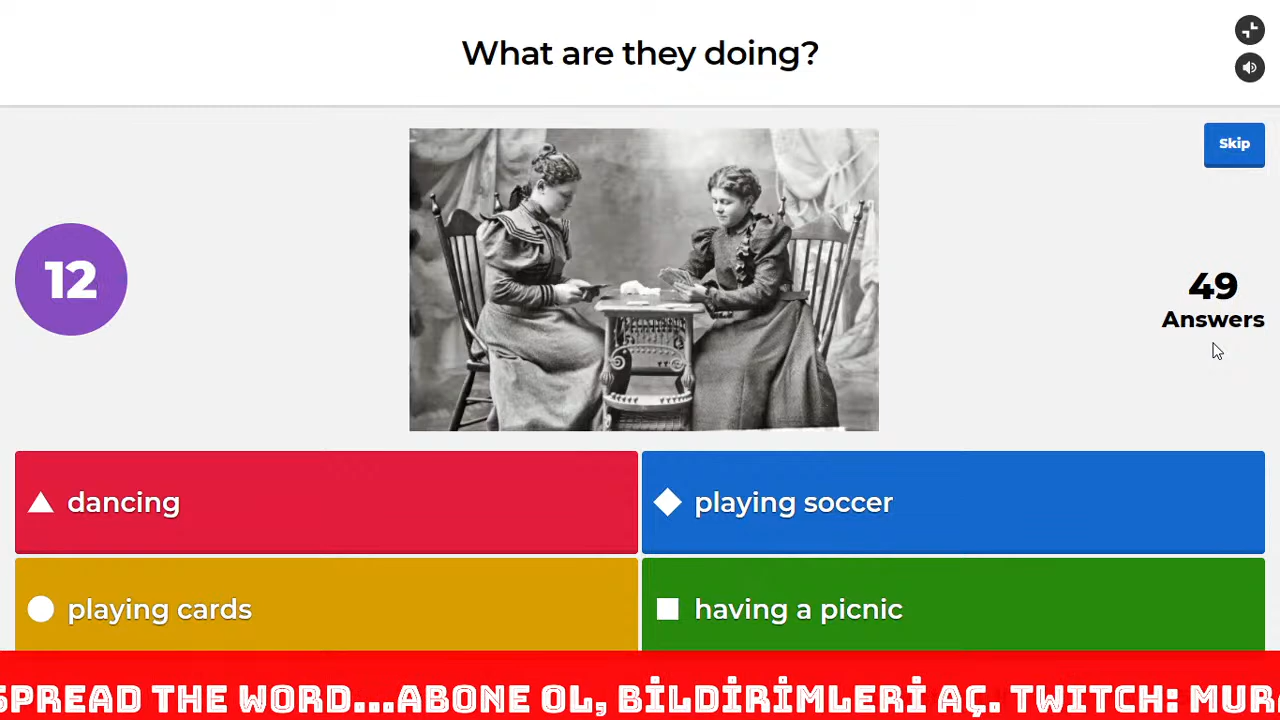 What are they doing?
Skip
12
49
Answers
dancing
playing soccer
playing cards
having a picnic
SPREAD THE WORD...ABONE OL, BİLDİRİMLERİ AÇ. TWITCH: MUR